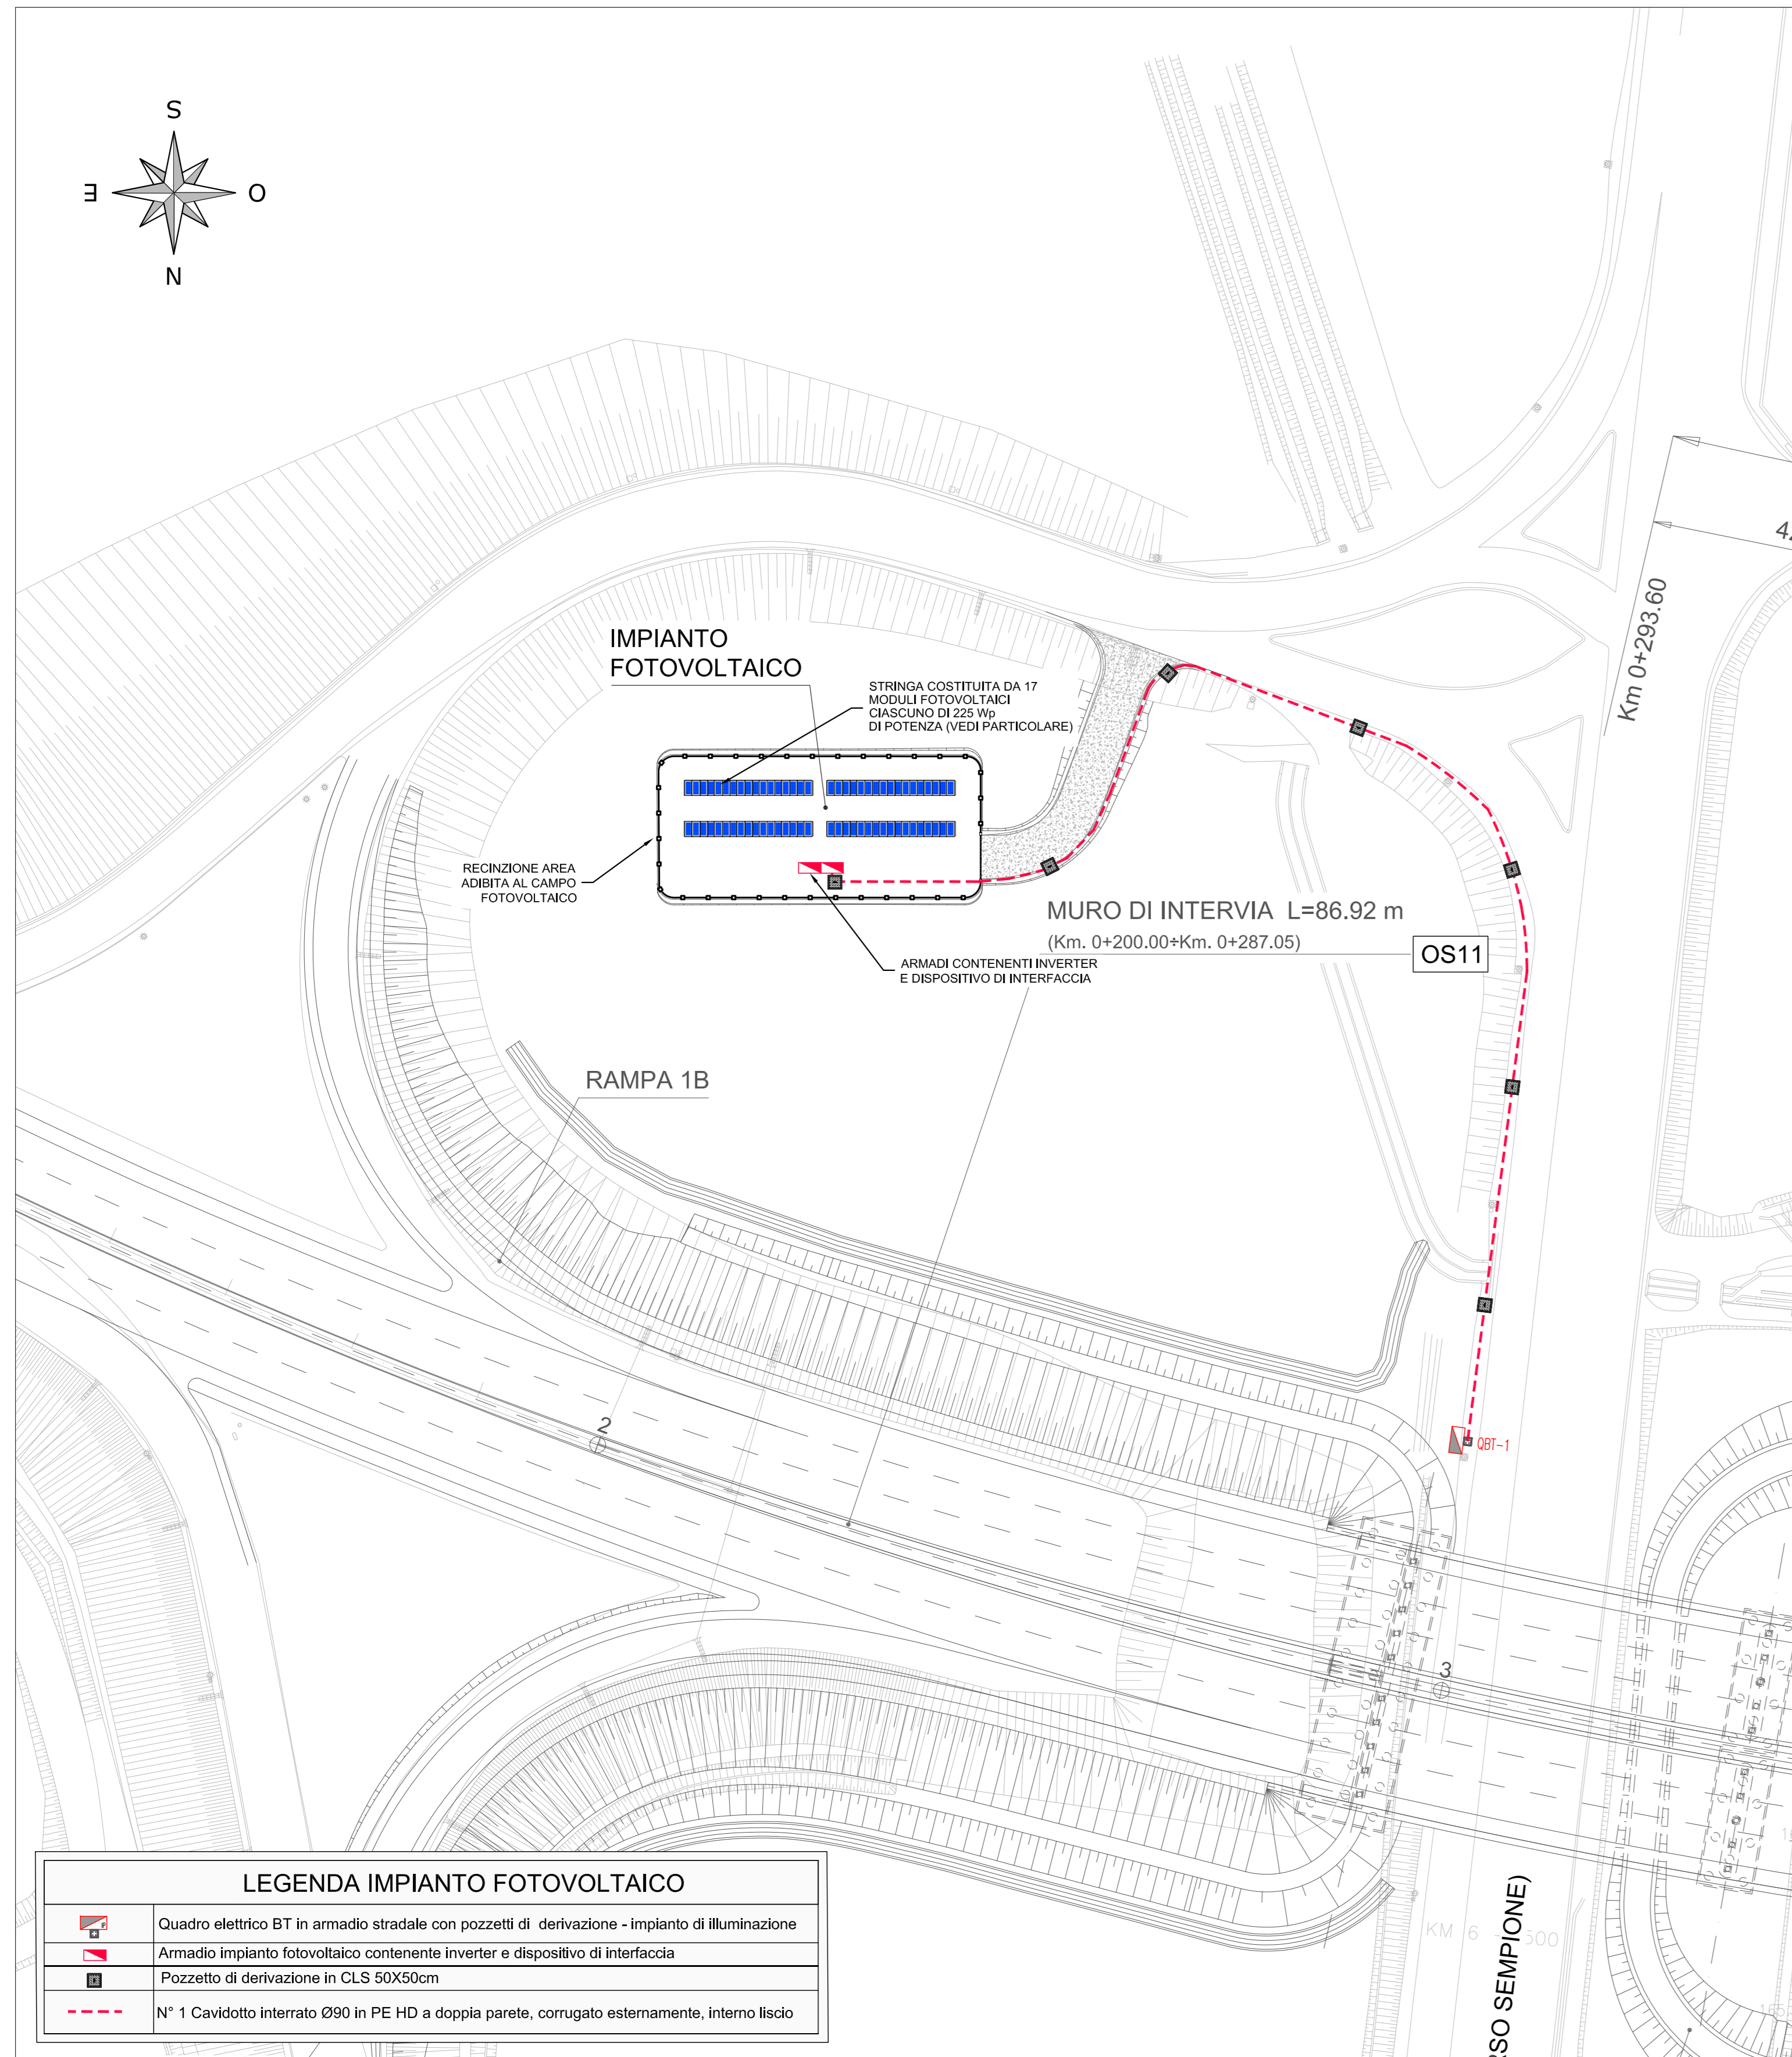 S
E
O
N
IMPIANTO
FOTOVOLTAICO
STRINGA COSTITUITA DA 17
MODULI FOTOVOLTAICI
CIASCUNO DI 225 Wp
DI POTENZA (VEDI PARTICOLARE)
RECINZIONE AREA
ADIBITA AL CAMPO
FOTOVOLTAICO
ARMADI CONTENENTI INVERTER
E DISPOSITIVO DI INTERFACCIA
MURO DI INTERVIA L=86.92 m
(Km. 0+200.00÷Km. 0+287.05)
OS11
Km 0+293.60
RAMPA 1B
QBT-1
2
3
KM 6
500
RSO SEMPIONE)
LEGENDA IMPIANTO FOTOVOLTAICO
Quadro elettrico BT in armadio stradale con pozzetti di derivazione - impianto di illuminazione
Armadio impianto fotovoltaico contenente inverter e dispositivo di interfaccia
Pozzetto di derivazione in CLS 50X50cm
N° 1 Cavidotto interrato Ø90 in PE HD a doppia parete, corrugato esternamente, interno liscio